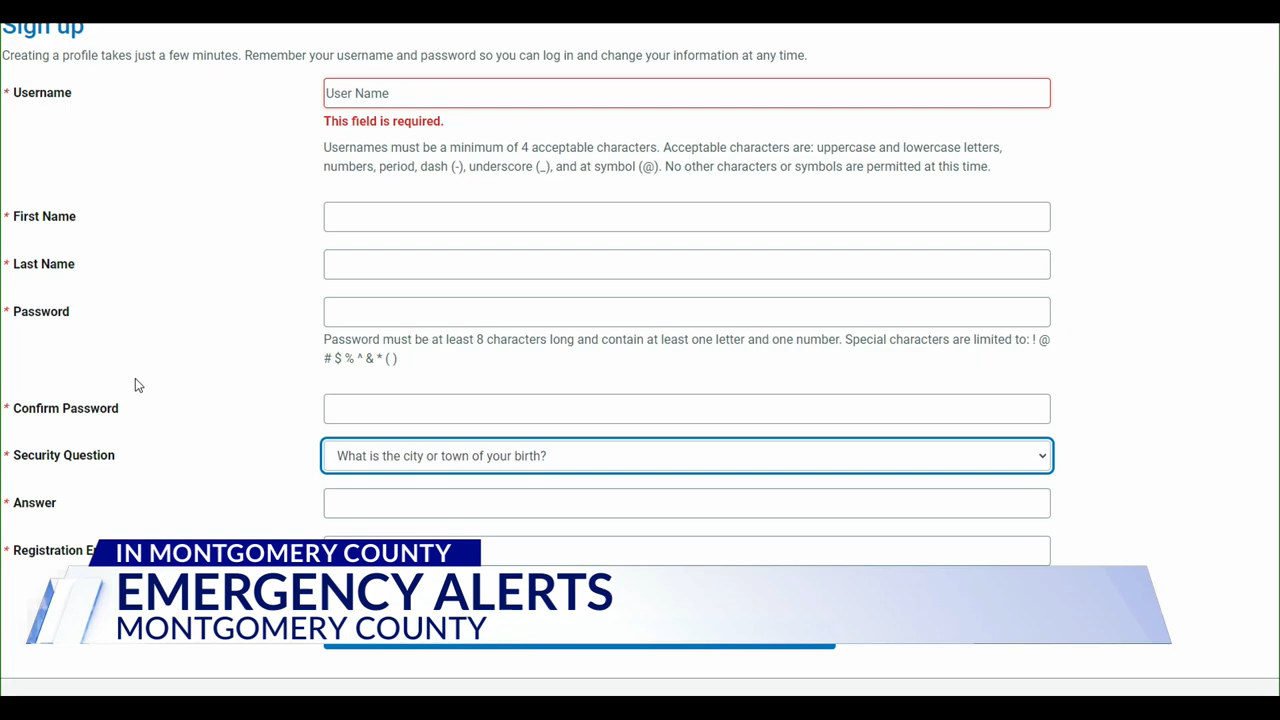 Sign up
Creating a profile takes just a few minutes. Remember your username and password so you can log in and change your information at any time.
* Username
User Name
This field is required.
Usernames must be a minimum of 4 acceptable characters. Acceptable characters are: uppercase and lowercase letters,
numbers, period, dash (-), underscore (_), and at symbol (@). No other characters or symbols are permitted at this time.
* First Name
* Last Name
* Password
Password must be at least 8 characters long and contain at least one letter and one number. Special characters are limited to: ! @
# $ % ^ & * ( )
* Confirm Password
* Security Question
What is the city or town of your birth?
* Answer
* Registration
IN MONTGOMERY COUNTY
EMERGENCY ALERTS
MONTGOMERY COUNTY